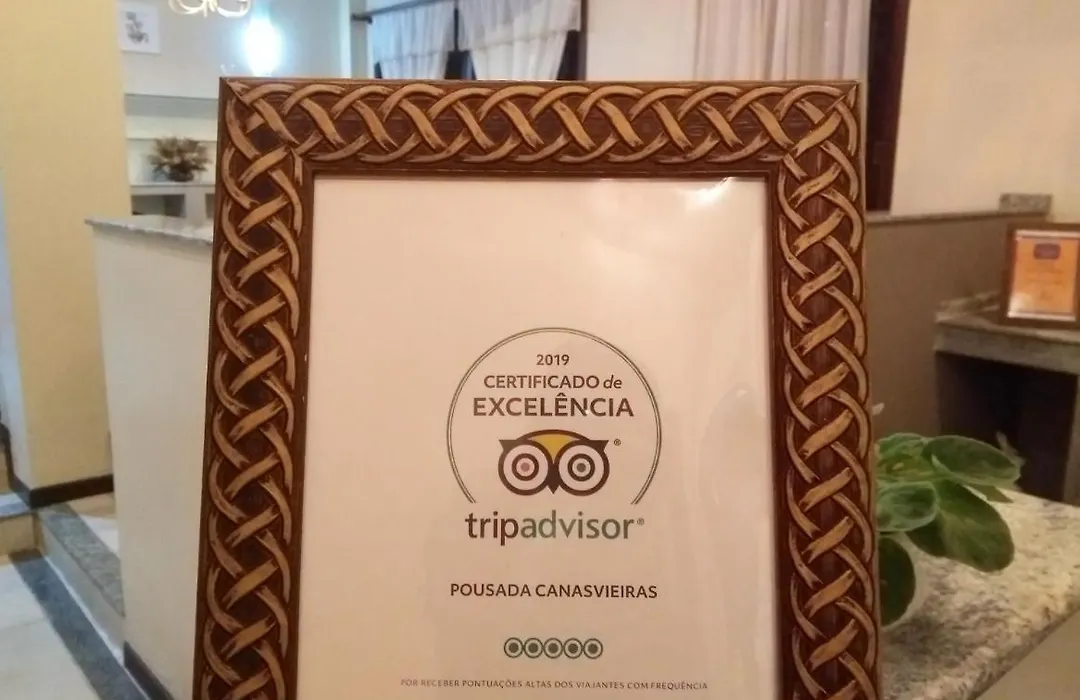 2019
CERTIFICADO de
EXCELÊNCIA
tripadvisor®
POUSADA CANASVIEIRAS
POR RECEBER PONTUAÇÕES ALTAS DOS VIAJANTES COM FREQUÊNCIA